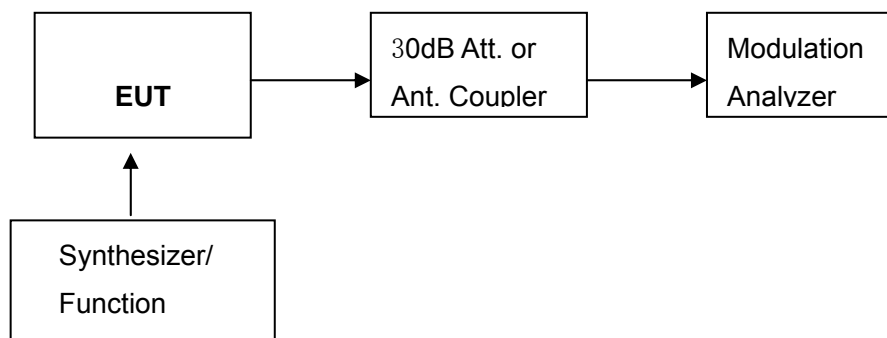 EUT
30dB Att. or
Ant. Coupler
Modulation
Analyzer
Synthesizer/
Function